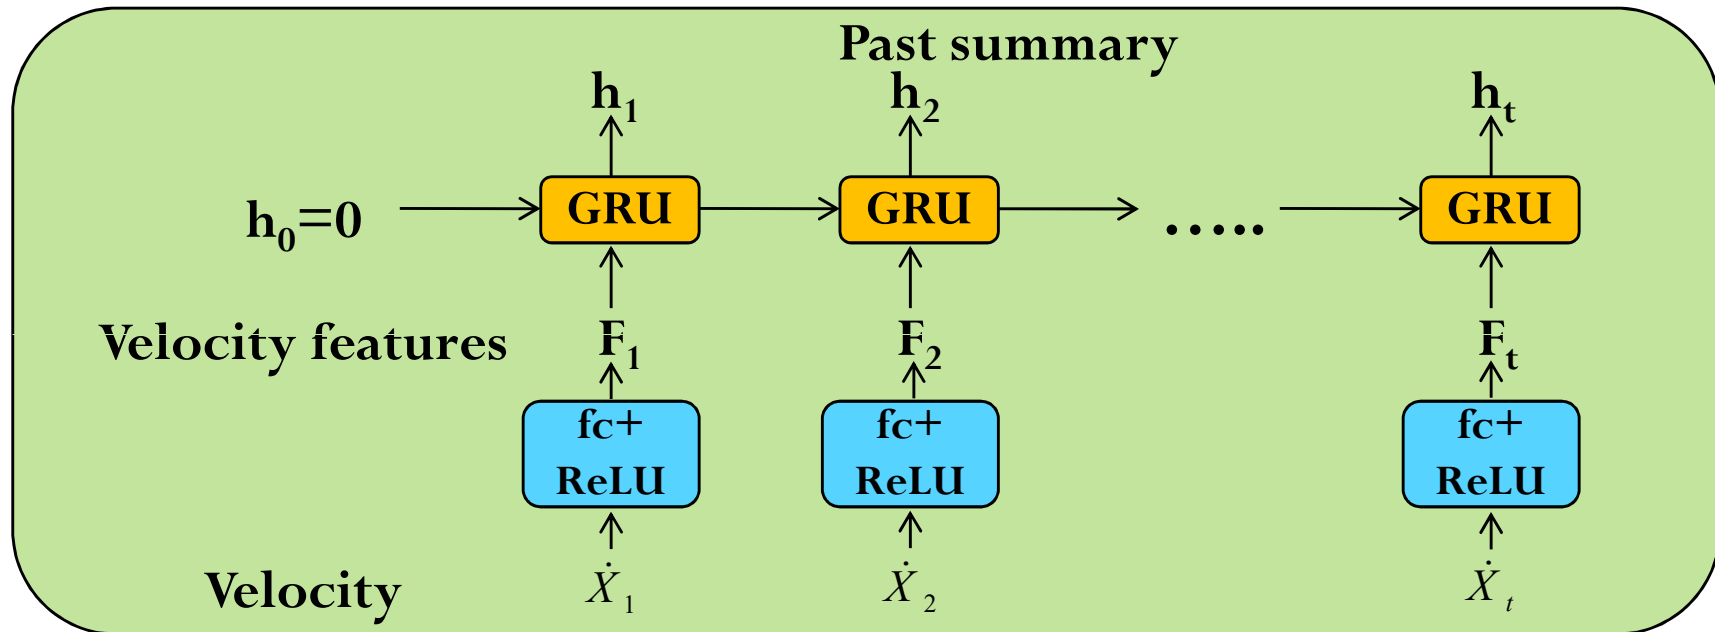 Past summary
h₁ h₂ hₜ
h₀=0 GRU GRU ..... GRU
Velocity features F₁ F₂ Fₜ
fc+ fc+ fc+
ReLU ReLU ReLU
Velocity Ẋ₁ Ẋ₂ Ẋₜ